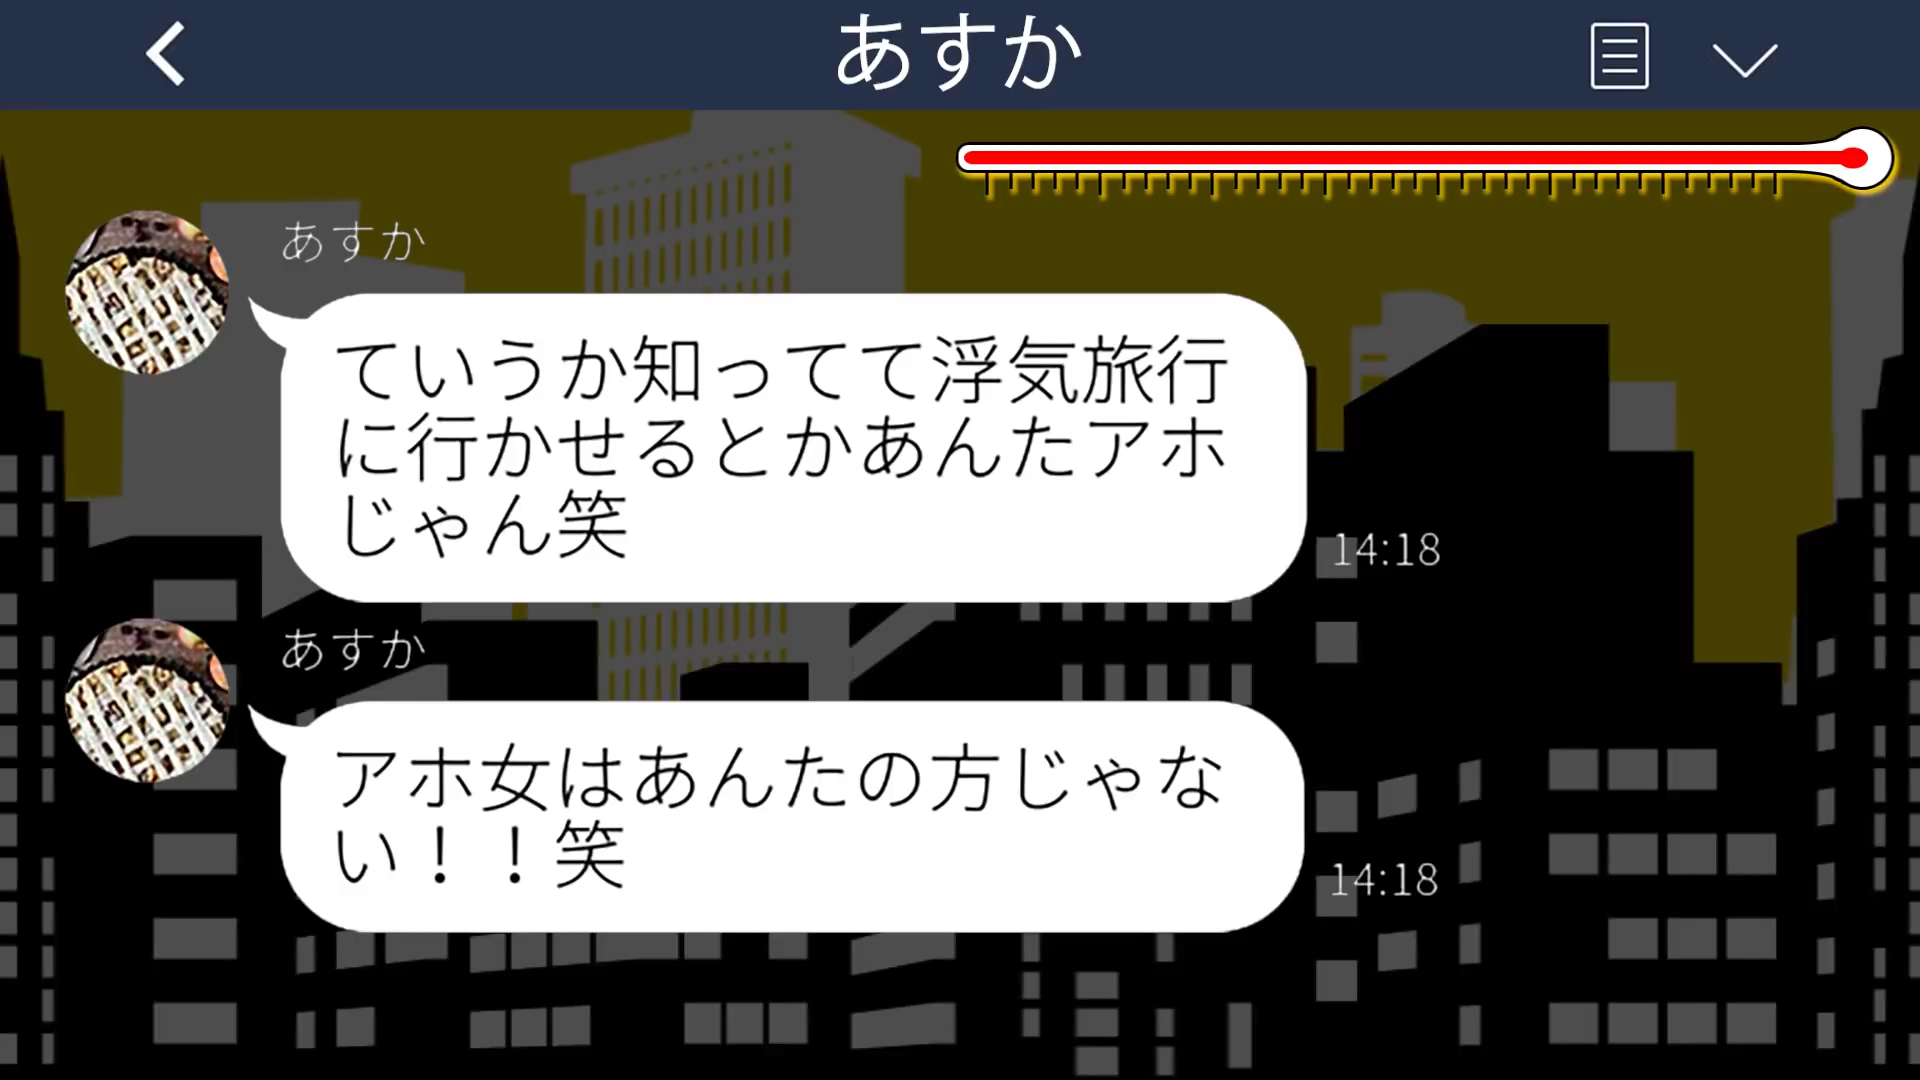 あすか
あすか
ていうか知ってて浮気旅行
に行かせるとかあんたアホ
じゃん笑
14:18
あすか
アホ女はあんたの方じゃな
い！！笑
14:18